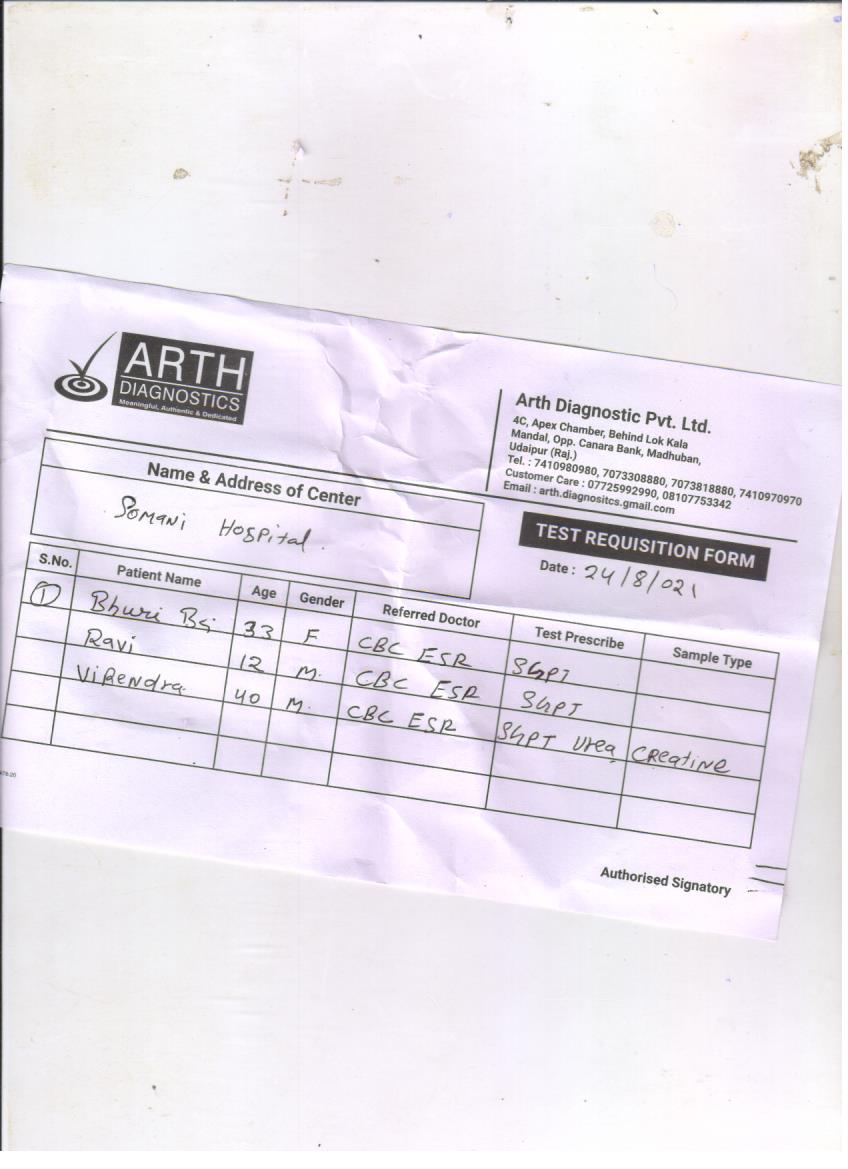 ARTH
DIAGNOSTICS
Meaningful, Authentic & Dedicated
Arth Diagnostic Pvt. Ltd.
4C, Apex Chamber, Behind Lok Kala
Mandal, Opp. Canara Bank, Madhuban,
Udaipur (Raj.)
Tel. : 7410980980, 7073308880, 7073818880, 7410970970
Customer Care : 07725992990, 08107753342
Email : arth.diagnositcs.gmail.com
Name & Address of Center
Somani Hospital.
TEST REQUISITION FORM
Date : 24/8/021
S.No. Patient Name Age Gender Referred Doctor Test Prescribe Sample Type
1 Bhuri Bai 33 F CBC ESR SGPT
Ravi 12 M. CBC ESR SGPT
Virendra 40 M. CBC ESR SGPT Urea Creatine
Authorised Signatory